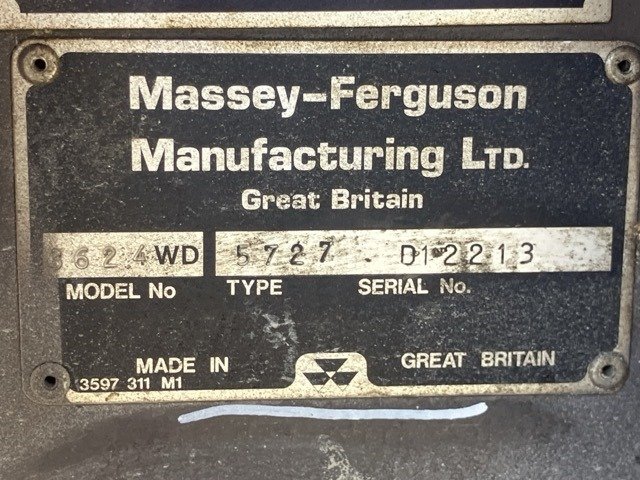 Massey-Ferguson
Manufacturing LTD.
Great Britain
3624WD 5727 D12213
MODEL No TYPE SERIAL No.
MADE IN GREAT BRITAIN
3597 311 M1